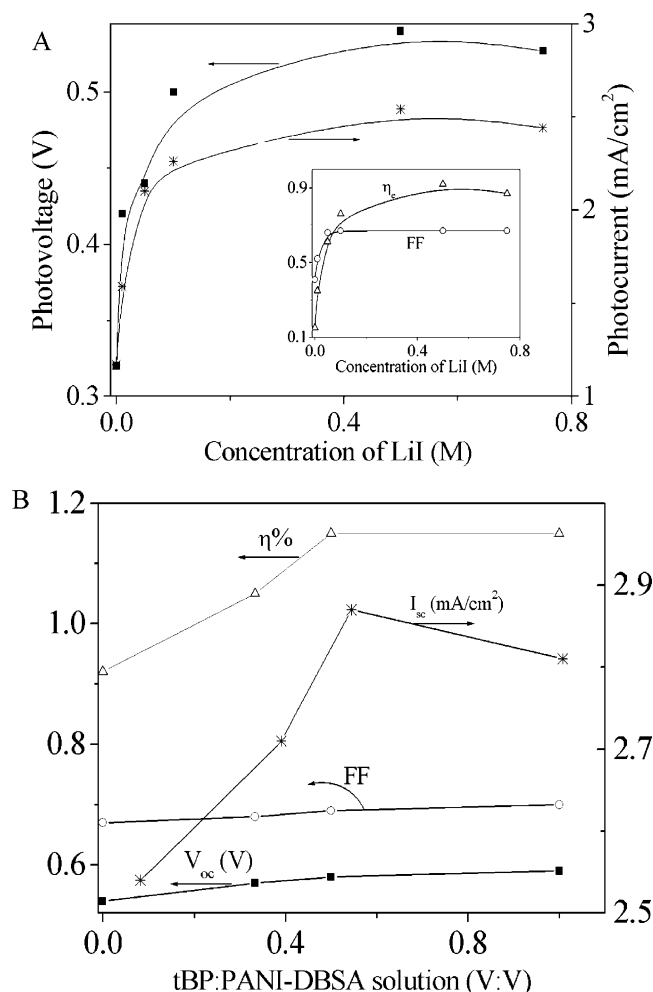 A
Photovoltage (V)
0.5
0.4
0.3
0.0
0.4
0.8
Concentration of LiI (M)
3
2
1
Photocurrent (mA/cm²)
0.9
0.5
0.1
ηe
FF
0.0
0.4
0.8
Concentration of LiI (M)
B
1.2
1.0
0.8
0.6
η%
Isc (mA/cm²)
FF
Voc (V)
2.9
2.7
2.5
0.0
0.4
0.8
tBP:PANI-DBSA solution (V:V)